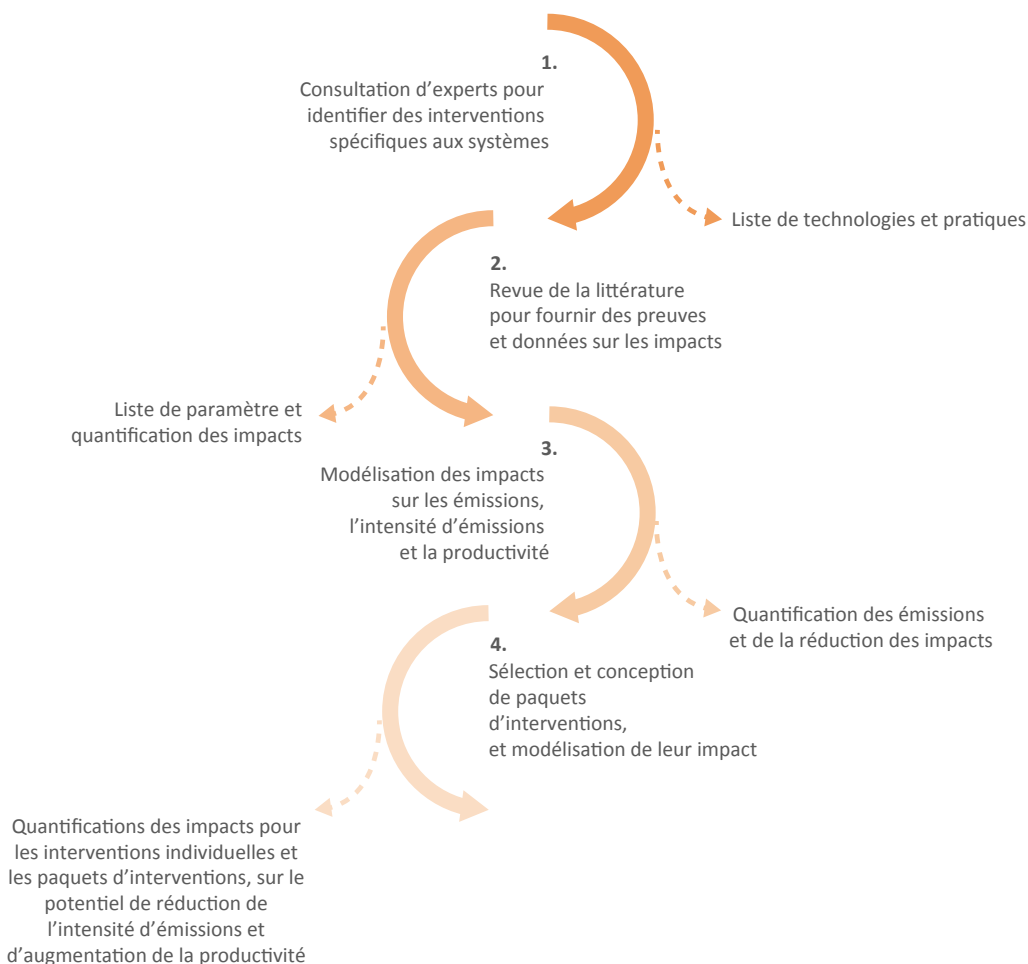 1.
Consultation d’experts pour
identifier des interventions
spécifiques aux systèmes
Liste de technologies et pratiques
2.
Revue de la littérature
pour fournir des preuves
et données sur les impacts
Liste de paramètre et
quantification des impacts
3.
Modélisation des impacts
sur les émissions,
l’intensité d’émissions
et la productivité
Quantification des émissions
et de la réduction des impacts
4.
Sélection et conception
de paquets
d’interventions,
et modélisation de leur impact
Quantifications des impacts pour
les interventions individuelles et
les paquets d’interventions, sur le
potentiel de réduction de
l’intensité d’émissions et
d’augmentation de la productivité